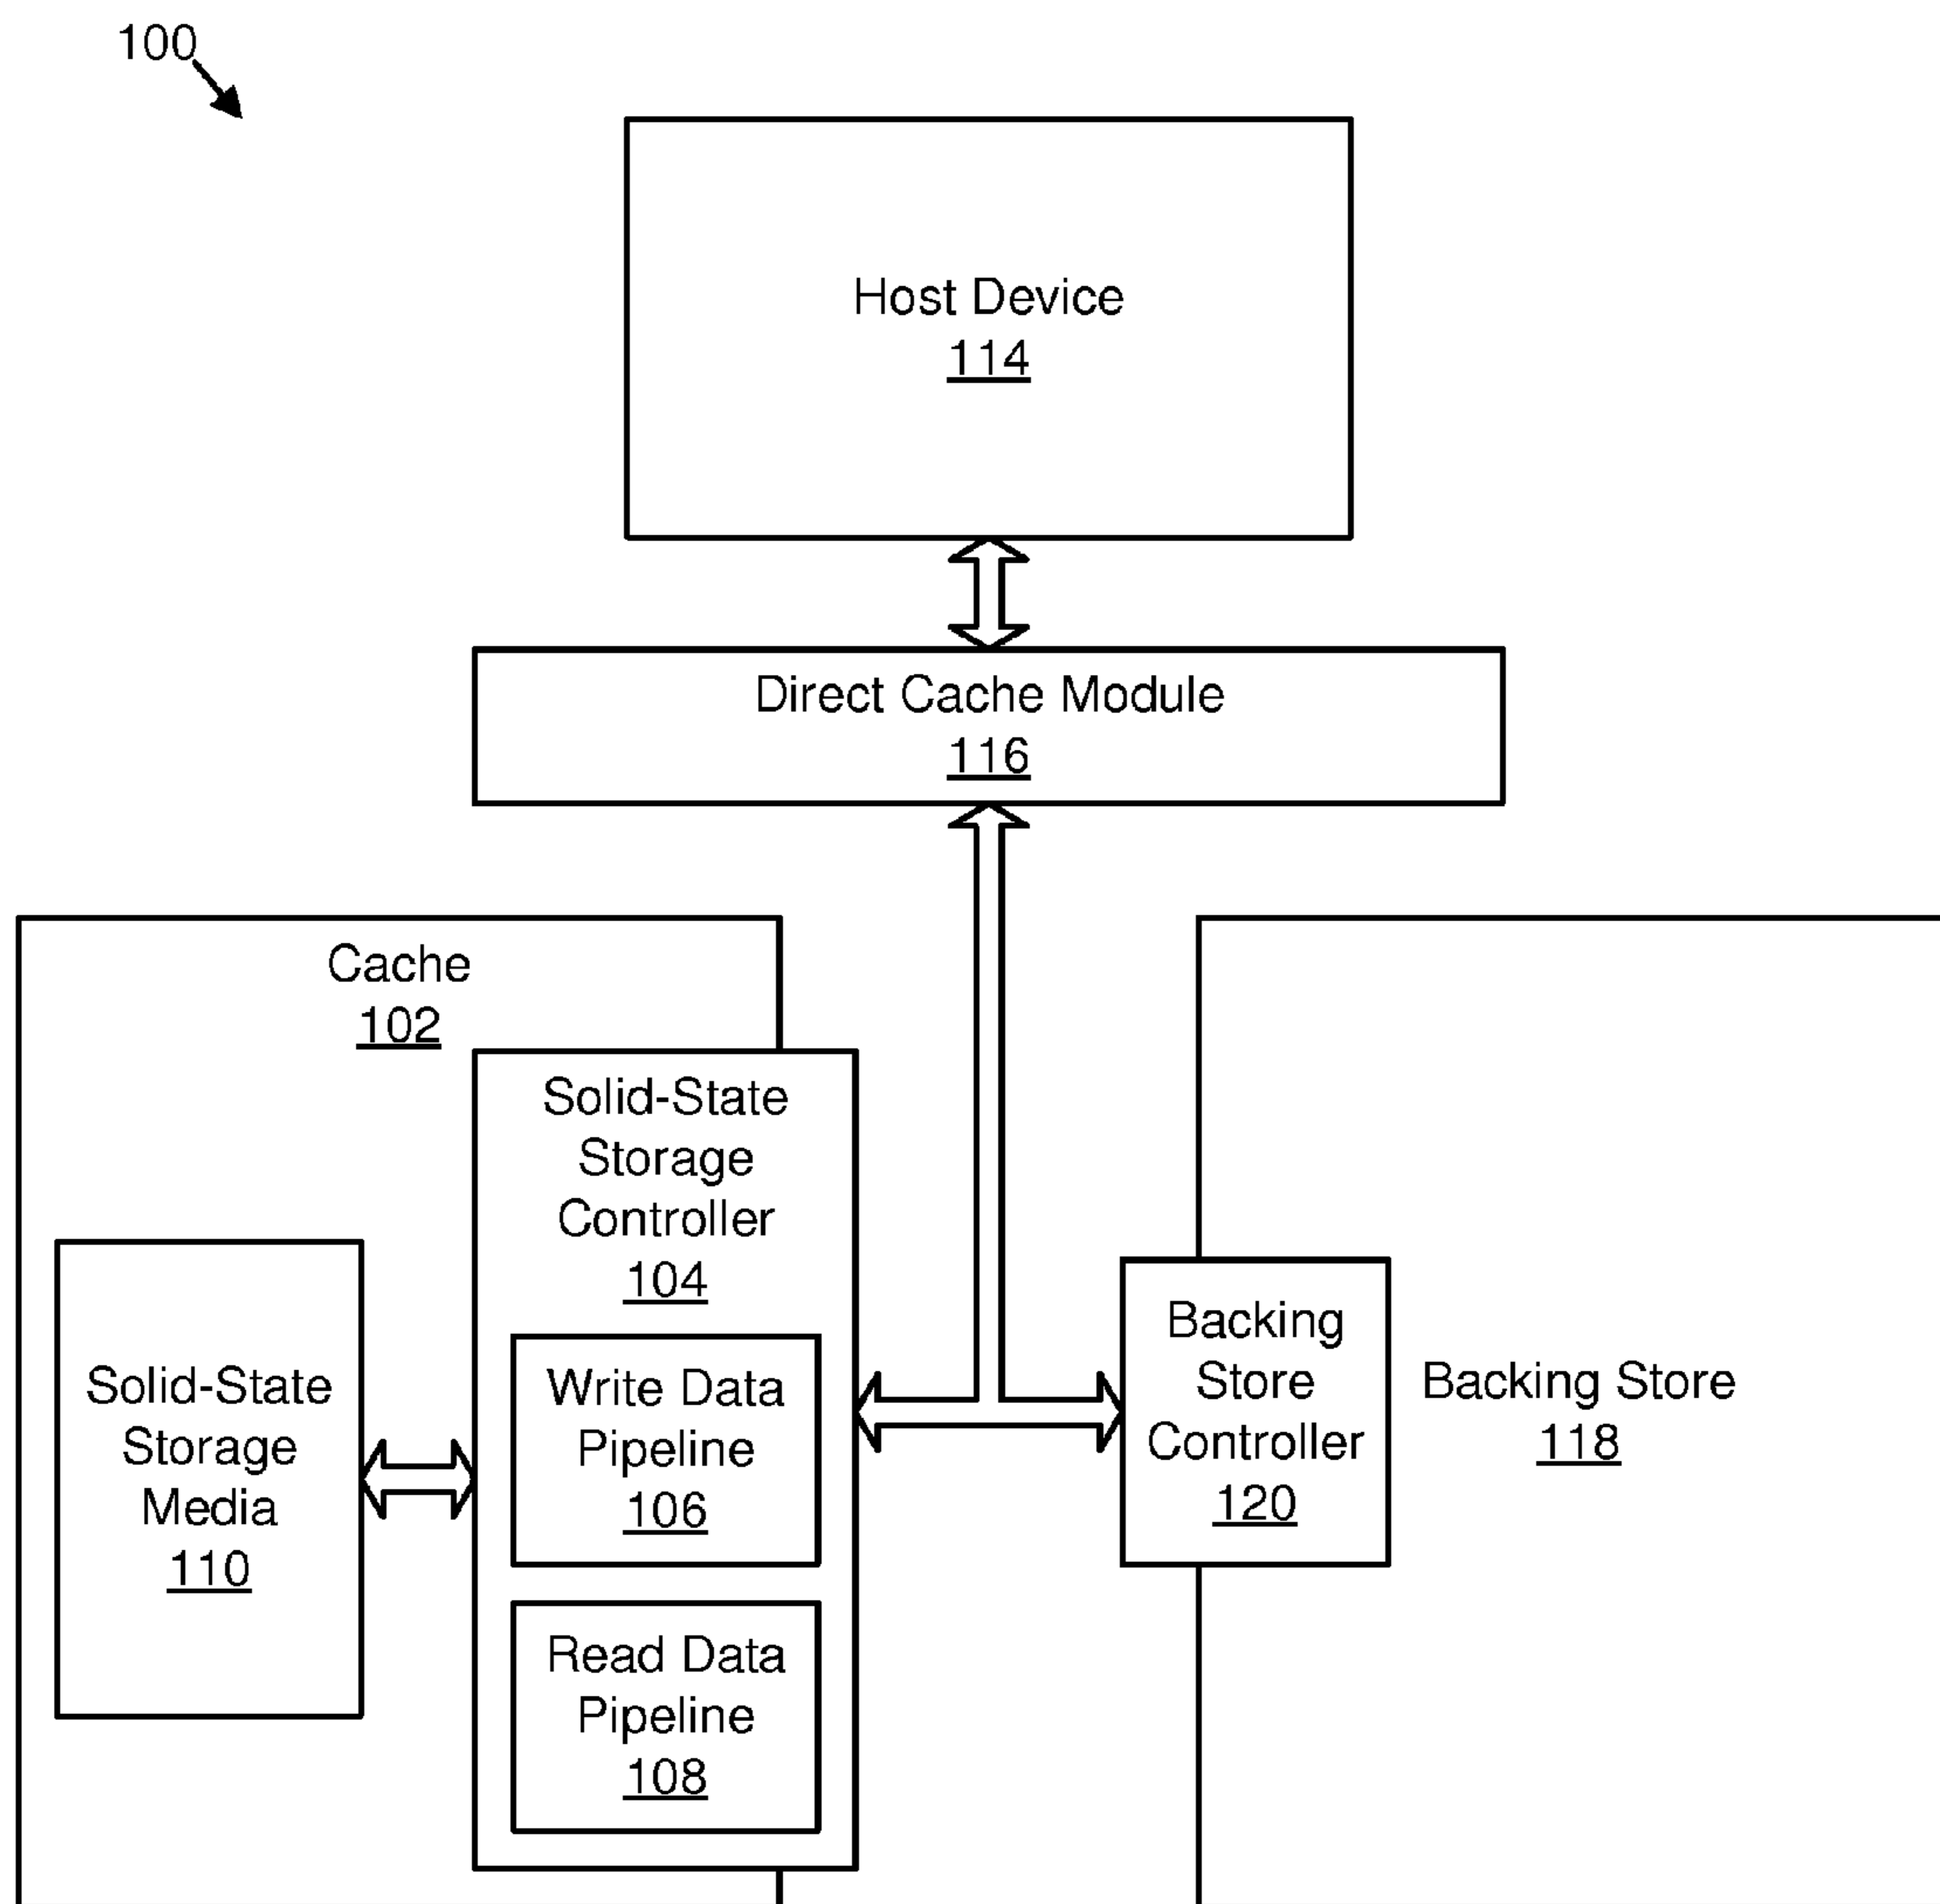 100
Host Device
114
Direct Cache Module
116
Cache
102
Solid-State
Storage
Controller
104
Solid-State
Storage
Media
110
Write Data
Pipeline
106
Read Data
Pipeline
108
Backing
Store
Controller
120
Backing Store
118